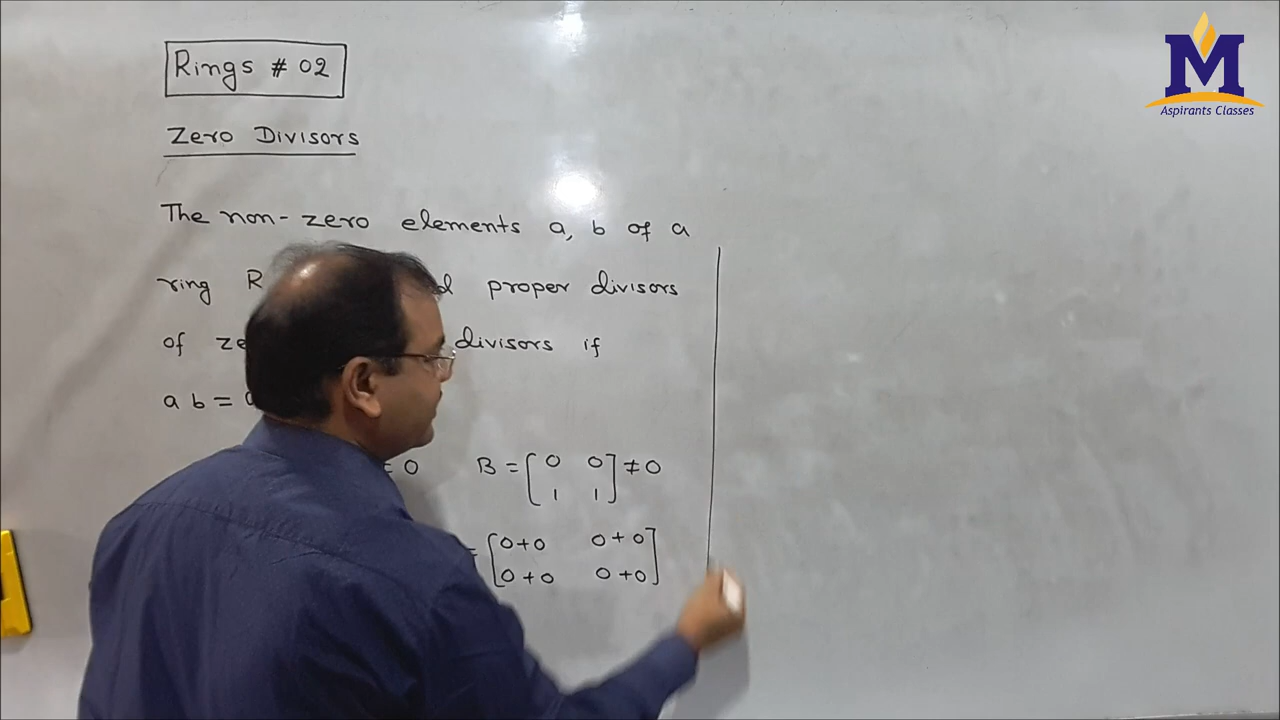 Rings # 02
Zero Divisors
The non-zero elements a, b of a
ring R proper divisors
of divisors if
a b =
0 B = [0 0
1 1] ≠ 0
= [0+0 0+0
0+0 0+0]
M
Aspirants Classes